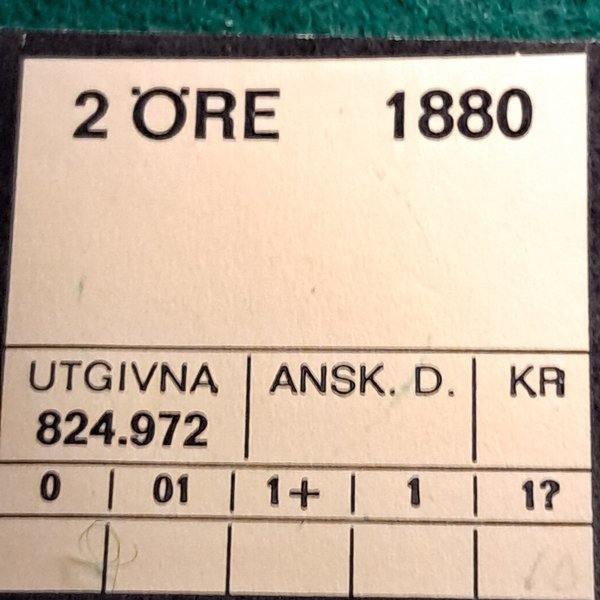 2 ÖRE 1880
UTGIVNA ANSK. D. KR
824.972
0 01 1+ 1 1?